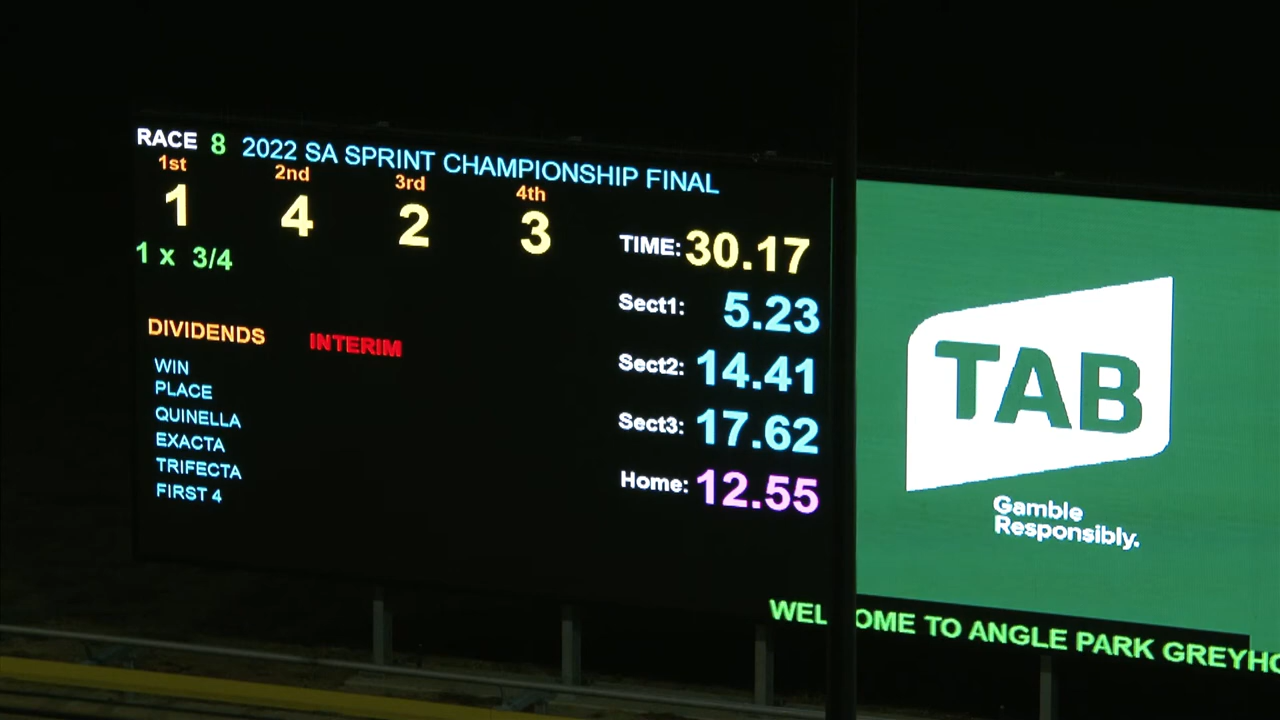 RACE 8 2022 SA SPRINT CHAMPIONSHIP FINAL
1st 2nd 3rd 4th
1 4 2 3
1 x 3/4
TIME: 30.17
Sect1: 5.23
Sect2: 14.41
Sect3: 17.62
Home: 12.55
DIVIDENDS INTERIM
WIN
PLACE
QUINELLA
EXACTA
TRIFECTA
FIRST 4
TAB
Gamble
Responsibly.
WELCOME TO ANGLE PARK